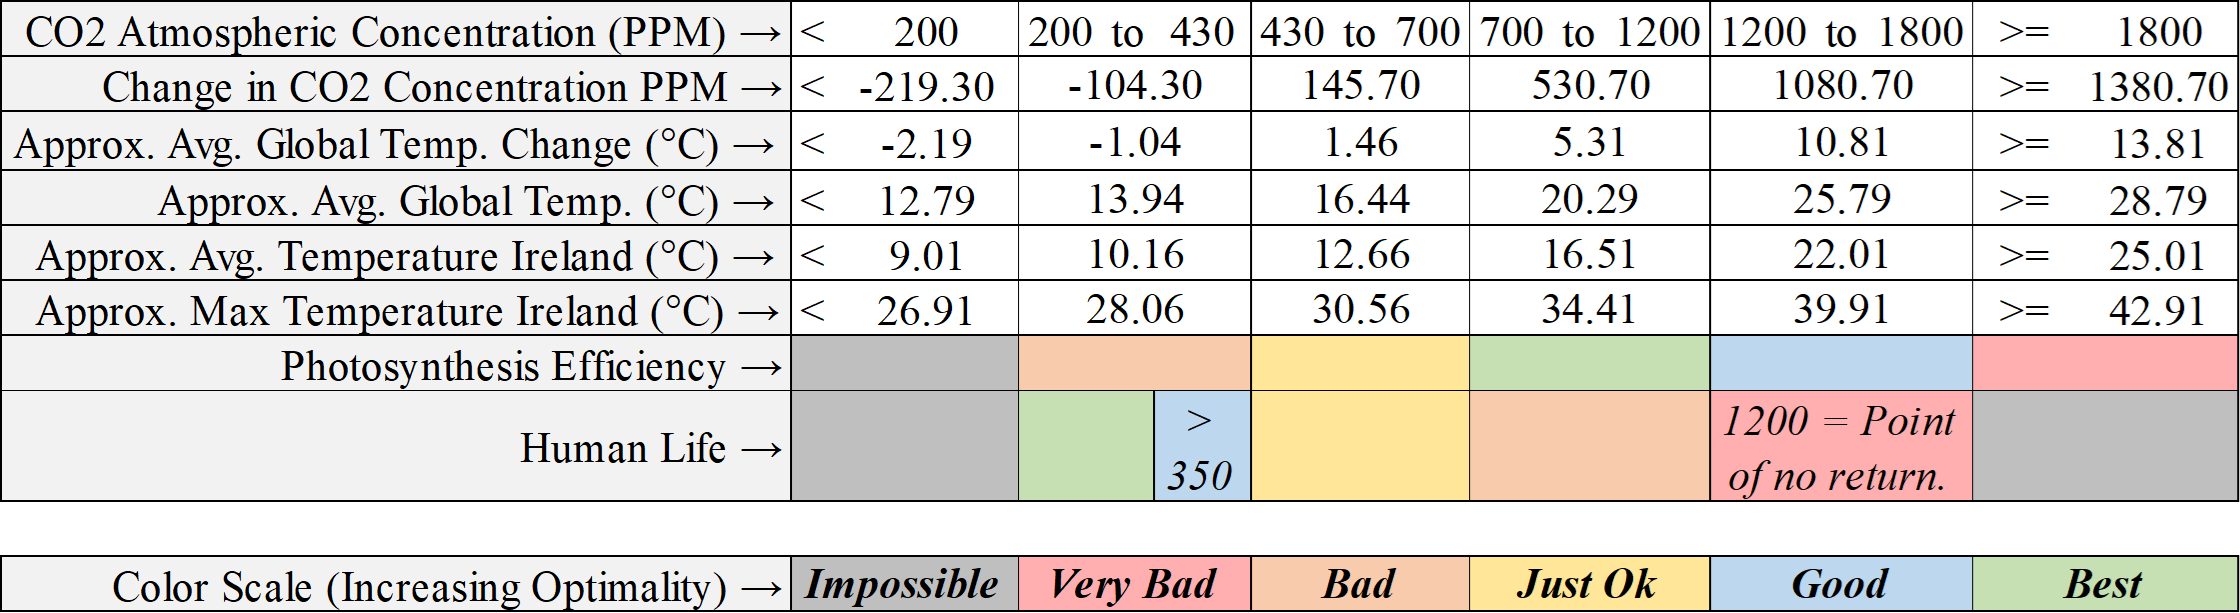 CO2 Atmospheric Concentration (PPM) → < 200 200 to 430 430 to 700 700 to 1200 1200 to 1800 >= 1800
Change in CO2 Concentration PPM → < -219.30 -104.30 145.70 530.70 1080.70 >= 1380.70
Approx. Avg. Global Temp. Change (°C) → < -2.19 -1.04 1.46 5.31 10.81 >= 13.81
Approx. Avg. Global Temp. (°C) → < 12.79 13.94 16.44 20.29 25.79 >= 28.79
Approx. Avg. Temperature Ireland (°C) → < 9.01 10.16 12.66 16.51 22.01 >= 25.01
Approx. Max Temperature Ireland (°C) → < 26.91 28.06 30.56 34.41 39.91 >= 42.91
Photosynthesis Efficiency →
Human Life →
>
350
1200 = Point
of no return.
Color Scale (Increasing Optimality) → Impossible Very Bad Bad Just Ok Good Best